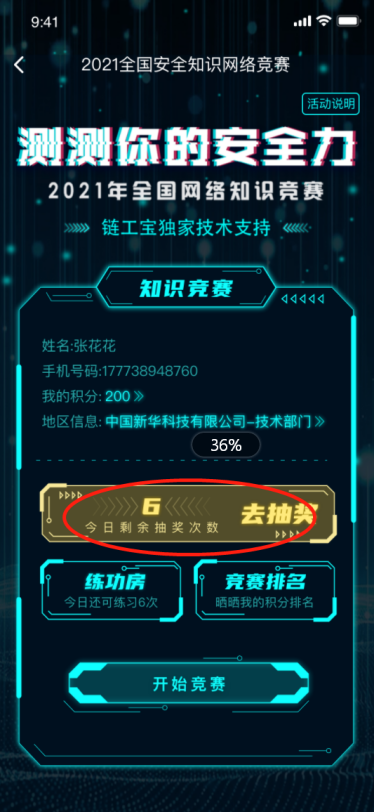 9:41
2021全国安全知识网络竞赛
活动说明
测测你的安全力
2021年全国网络知识竞赛
链工宝独家技术支持
知识竞赛
姓名:张花花
手机号码:177738948760
我的积分: 200
地区信息: 中国新华科技有限公司-技术部门
36%
6
今日剩余抽奖次数
去抽奖
练功房
今日还可练习6次
竞赛排名
晒晒我的积分排名
开始竞赛